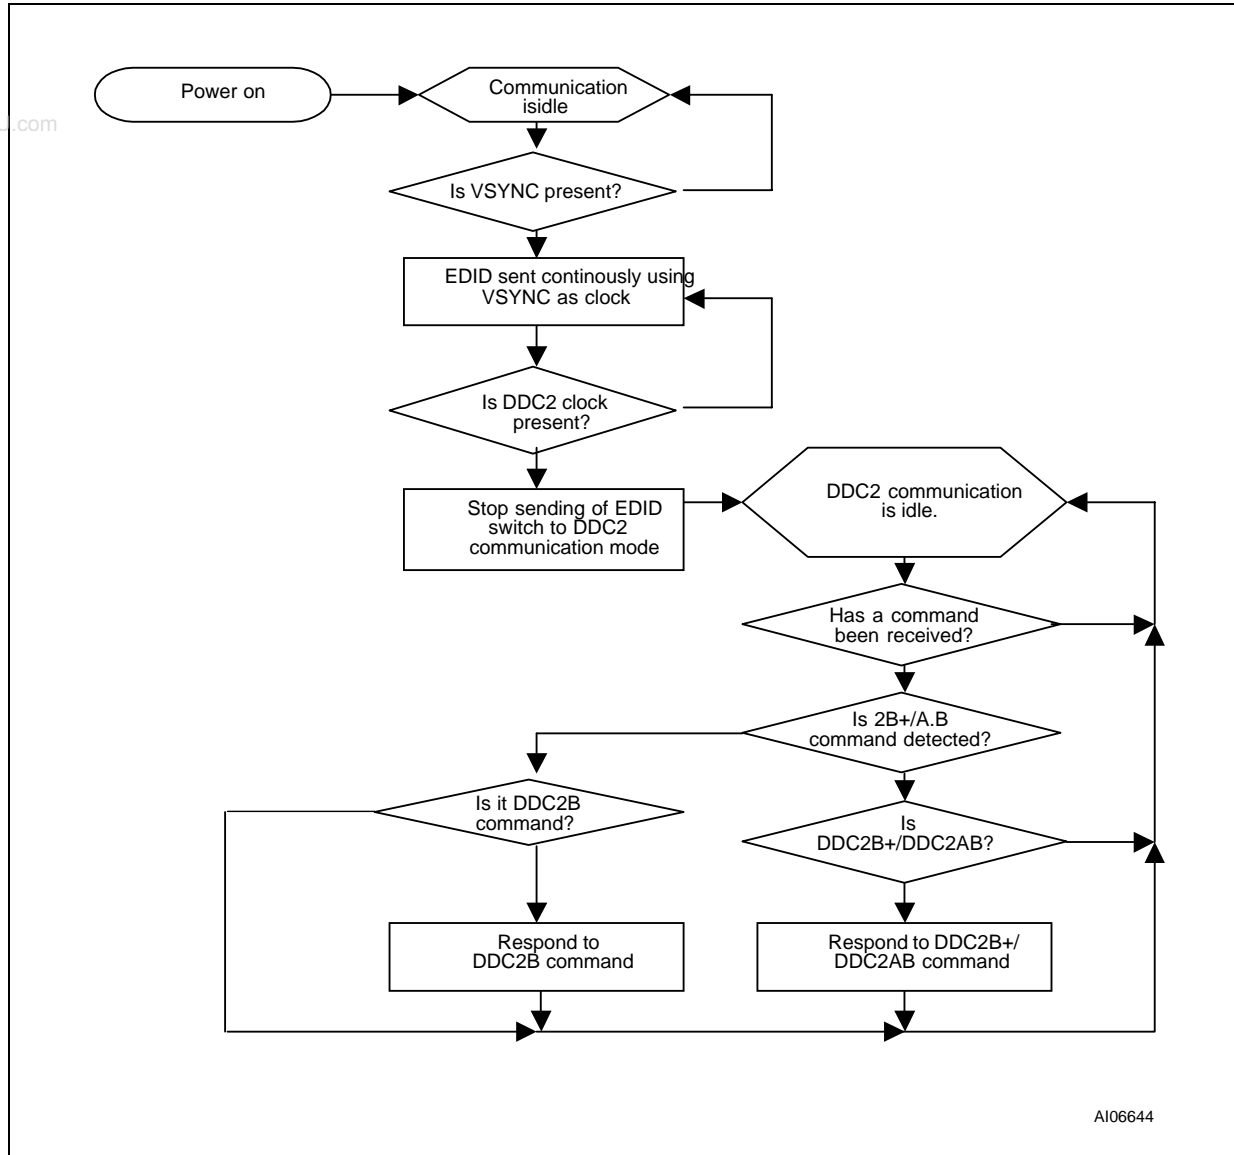 Power on
Communication
isidle
Is VSYNC present?
EDID sent continously using
VSYNC as clock
Is DDC2 clock
present?
Stop sending of EDID
switch to DDC2
communication mode
DDC2 communication
is idle.
Has a command
been received?
Is 2B+/A.B
command detected?
Is it DDC2B
command?
Is
DDC2B+/DDC2AB?
Respond to
DDC2B command
Respond to DDC2B+/
DDC2AB command
AI06644